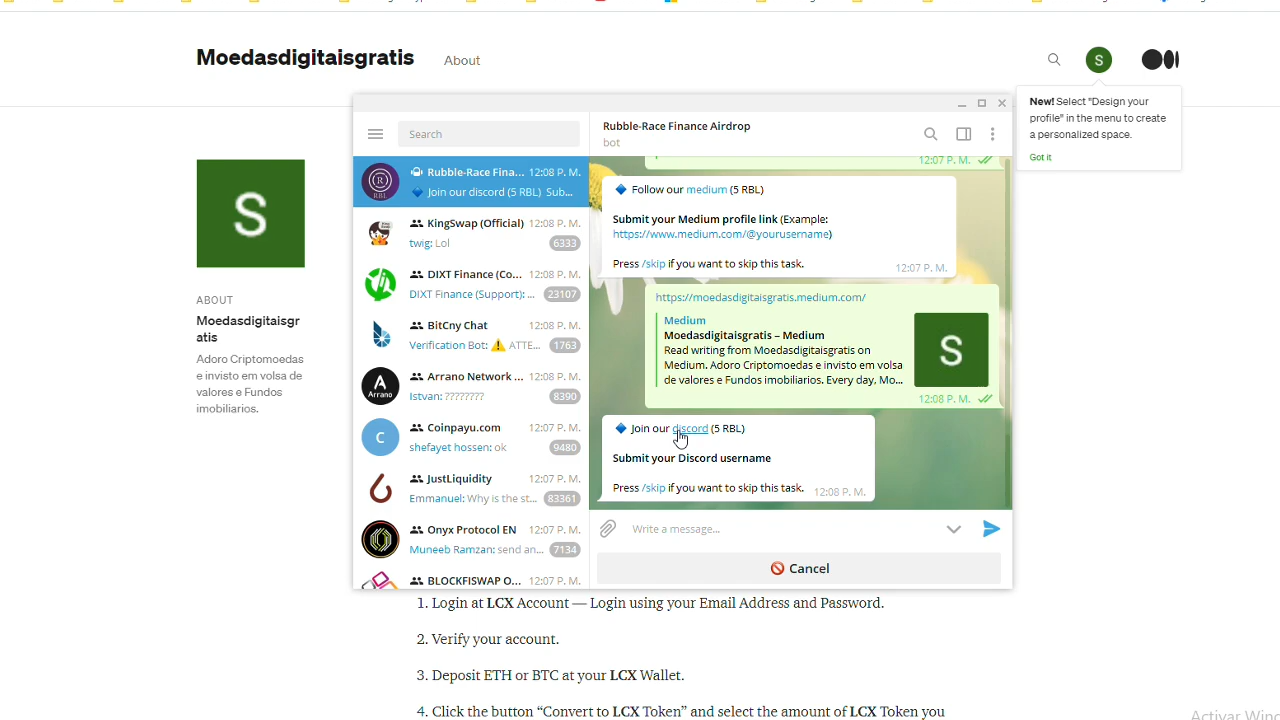 Moedasdigitaisgratis
About
S
New! Select "Design your
profile" in the menu to create
a personalized space.
Got it
S
ABOUT
Moedasdigitaisgr
atis
Adoro Criptomoedas
e invisto em volsa de
valores e Fundos
imobiliarios.
Search
RBL
Rubble-Race Fina... 12:08 P. M.
Join our discord (5 RBL) Sub...
KingSwap (Official) 12:08 P. M.
twig: Lol 6333
DIXT Finance (Co... 12:08 P. M.
DIXT Finance (Support): ... 23107
BitCny Chat 12:08 P. M.
Verification Bot: ⚠ ATTE... 1763
Arrano
Arrano Network ... 12:08 P. M.
Istvan: ???????? 8390
C
Coinpayu.com 12:07 P. M.
shefayet hossen: ok 9480
JustLiquidity 12:07 P. M.
Emmanuel: Why is the st... 83361
Onyx Protocol EN 12:07 P. M.
Muneeb Ramzan: send an... 7134
BLOCKFISWAP O... 12:07 P. M.
Rubble-Race Finance Airdrop
bot
12:07 P. M.
Follow our medium (5 RBL)
Submit your Medium profile link (Example:
https://www.medium.com/@yourusername)
Press /skip if you want to skip this task.
12:07 P. M.
https://moedasdigitaisgratis.medium.com/
Medium
Moedasdigitaisgratis – Medium
Read writing from Moedasdigitaisgratis on
Medium. Adoro Criptomoedas e invisto em volsa
de valores e Fundos imobiliarios. Every day, Mo...
S
12:08 P. M.
Join our discord (5 RBL)
Submit your Discord username
Press /skip if you want to skip this task.
12:08 P. M.
Write a message...
Cancel
1. Login at LCX Account — Login using your Email Address and Password.
2. Verify your account.
3. Deposit ETH or BTC at your LCX Wallet.
4. Click the button “Convert to LCX Token” and select the amount of LCX Token you
Activar Winc